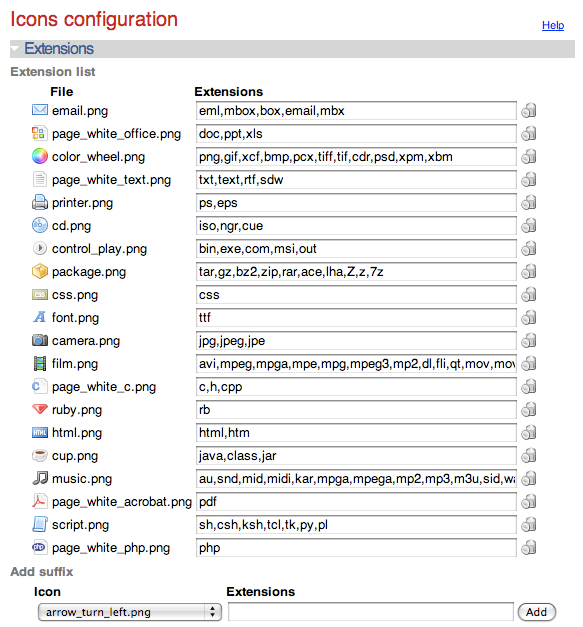 Icons configuration
Help
Extensions
Extension list
File Extensions
email.png eml,mbox,box,email,mbx
page_white_office.png doc,ppt,xls
color_wheel.png png,gif,xcf,bmp,pcx,tiff,tif,cdr,psd,xpm,xbm
page_white_text.png txt,text,rtf,sdw
printer.png ps,eps
cd.png iso,ngr,cue
control_play.png bin,exe,com,msi,out
package.png tar,gz,bz2,zip,rar,ace,lha,Z,z,7z
CSS css.png css
font.png ttf
camera.png jpg,jpeg,jpe
film.png avi,mpeg,mpga,mpe,mpg,mpeg3,mp2,dl,fli,qt,mov,mov
C page_white_c.png c,h,cpp
ruby.png rb
HTML html.png html,htm
cup.png java,class,jar
music.png au,snd,mid,midi,kar,mpga,mpega,mp2,mp3,m3u,sid,wa
page_white_acrobat.png pdf
script.png sh,csh,ksh,tcl,tk,py,pl
php page_white_php.png php
Add suffix
Icon Extensions
arrow_turn_left.png Add